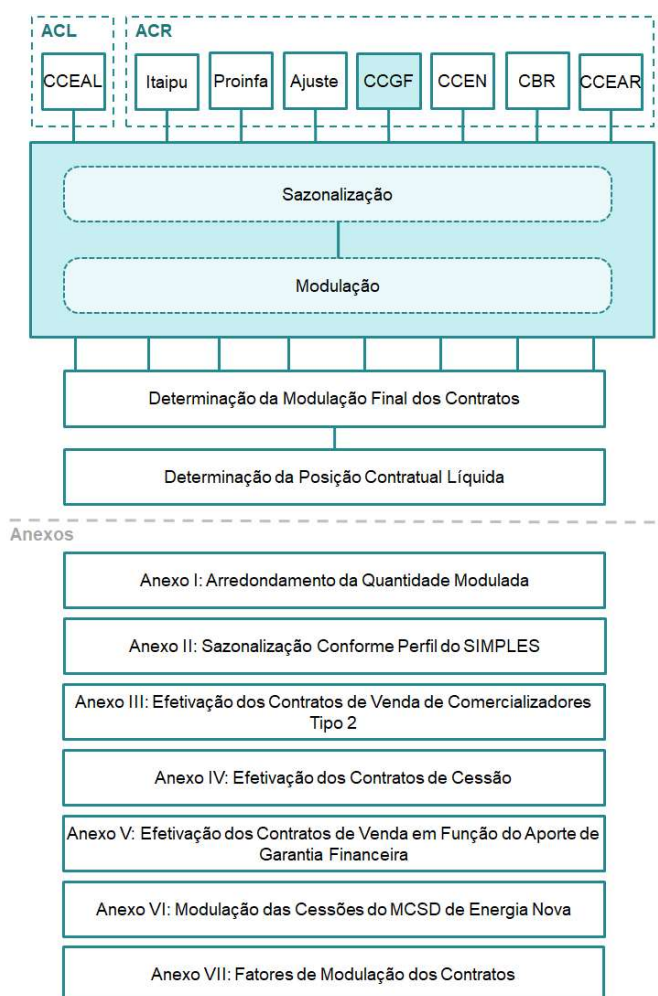 ACL ACR
CCEAL Itaipu Proinfa Ajuste CCGF CCEN CBR CCEAR
Sazonalização
Modulação
Determinação da Modulação Final dos Contratos
Determinação da Posição Contratual Líquida
Anexos
Anexo I: Arredondamento da Quantidade Modulada
Anexo II: Sazonalização Conforme Perfil do SIMPLES
Anexo III: Efetivação dos Contratos de Venda de Comercializadores
Tipo 2
Anexo IV: Efetivação dos Contratos de Cessão
Anexo V: Efetivação dos Contratos de Venda em Função do Aporte de
Garantia Financeira
Anexo VI: Modulação das Cessões do MCSD de Energia Nova
Anexo VII: Fatores de Modulação dos Contratos